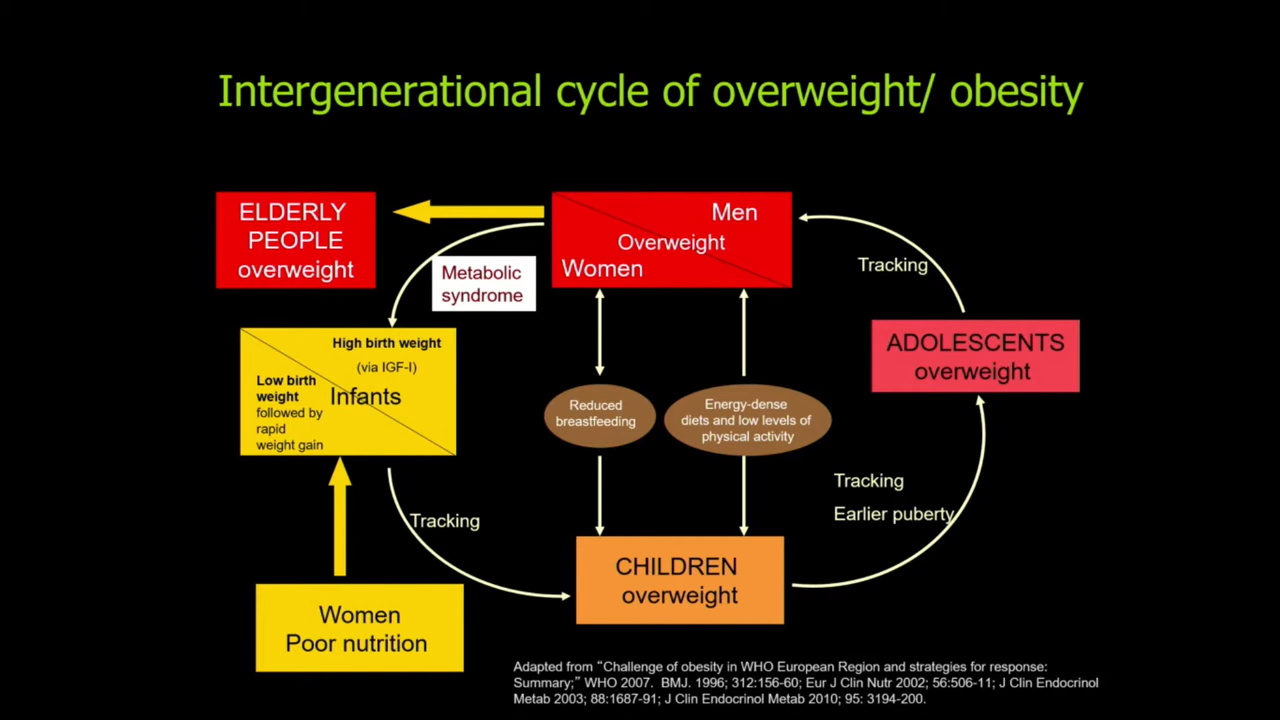 Intergenerational cycle of overweight/ obesity
ELDERLY
PEOPLE
overweight
Men
Overweight
Women
Metabolic
syndrome
Tracking
High birth weight
(via IGF-I)
Low birth
weight
followed by
rapid
weight gain
Infants
Reduced
breastfeeding
Energy-dense
diets and low levels of
physical activity
ADOLESCENTS
overweight
Tracking
Tracking
Earlier puberty
CHILDREN
overweight
Women
Poor nutrition
Adapted from “Challenge of obesity in WHO European Region and strategies for response:
Summary;” WHO 2007. BMJ. 1996; 312:156-60; Eur J Clin Nutr 2002; 56:506-11; J Clin Endocrinol
Metab 2003; 88:1687-91; J Clin Endocrinol Metab 2010; 95: 3194-200.